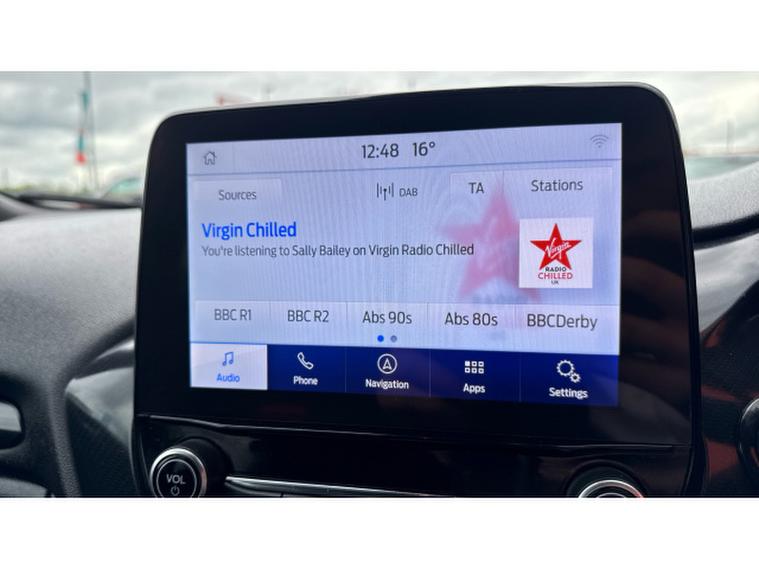 12:48 16°
Sources DAB TA Stations
Virgin Chilled
You're listening to Sally Bailey on Virgin Radio Chilled
Virgin
RADIO
CHILLED
UK
BBC R1 BBC R2 Abs 90s Abs 80s BBCDerby
Audio Phone Navigation Apps Settings
VOL